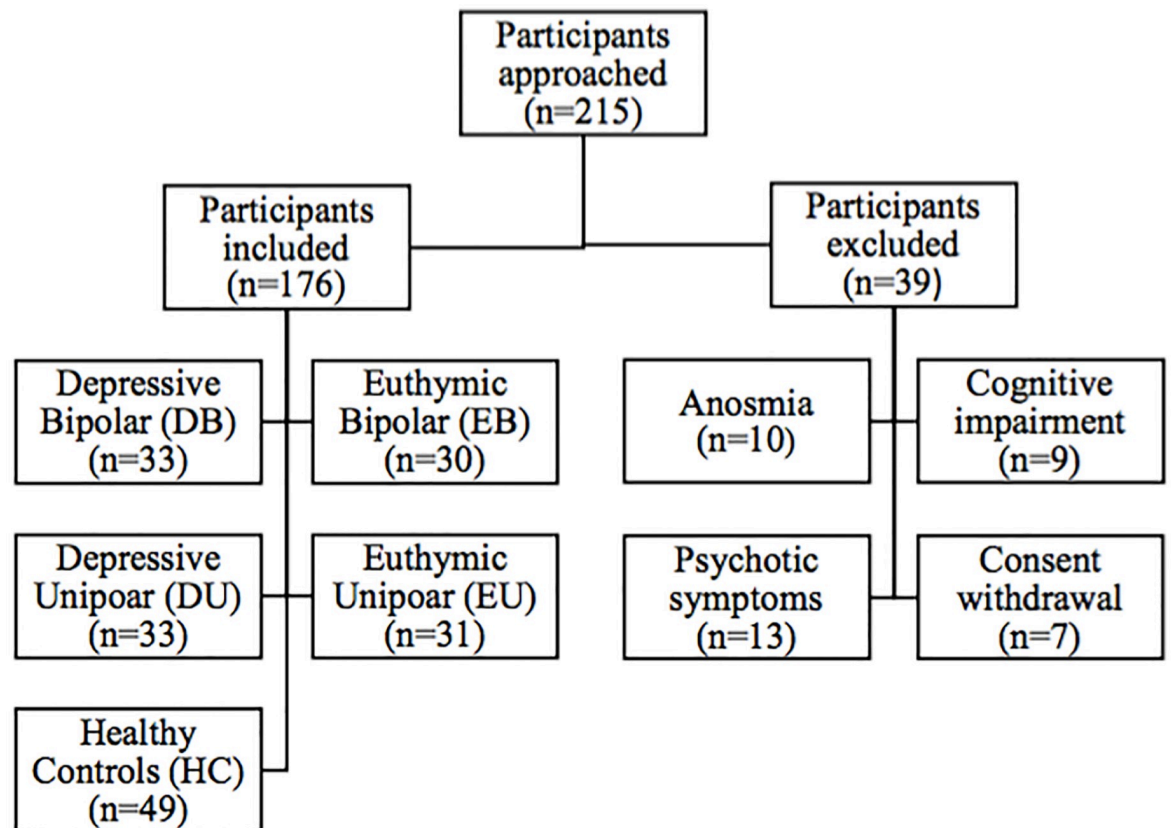 Participants
approached
(n=215)
Participants
included
(n=176)
Participants
excluded
(n=39)
Depressive
Bipolar (DB)
(n=33)
Euthymic
Bipolar (EB)
(n=30)
Anosmia
(n=10)
Cognitive
impairment
(n=9)
Depressive
Unipoar (DU)
(n=33)
Euthymic
Unipoar (EU)
(n=31)
Psychotic
symptoms
(n=13)
Consent
withdrawal
(n=7)
Healthy
Controls (HC)
(n=49)